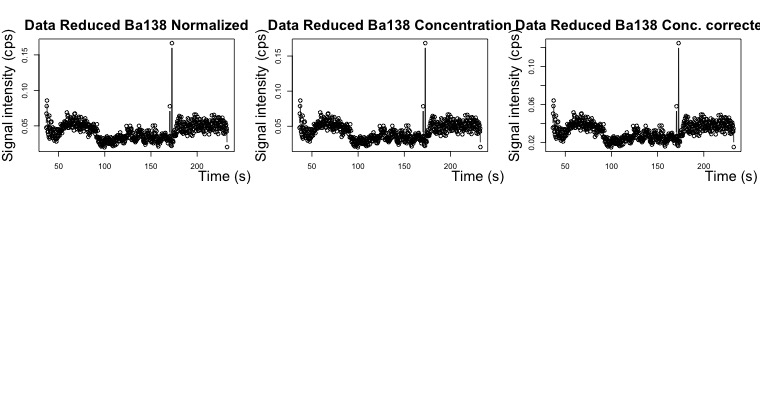 Data Reduced Ba138 Normalized
Signal intensity (cps)
0.05
0.10
0.15
50
100
150
200
Time (s)
Data Reduced Ba138 Concentration
Signal intensity (cps)
0.05
0.10
0.15
50
100
150
200
Time (s)
Data Reduced Ba138 Conc. correcte
Signal intensity (cps)
0.02
0.06
0.10
50
100
150
200
Time (s)